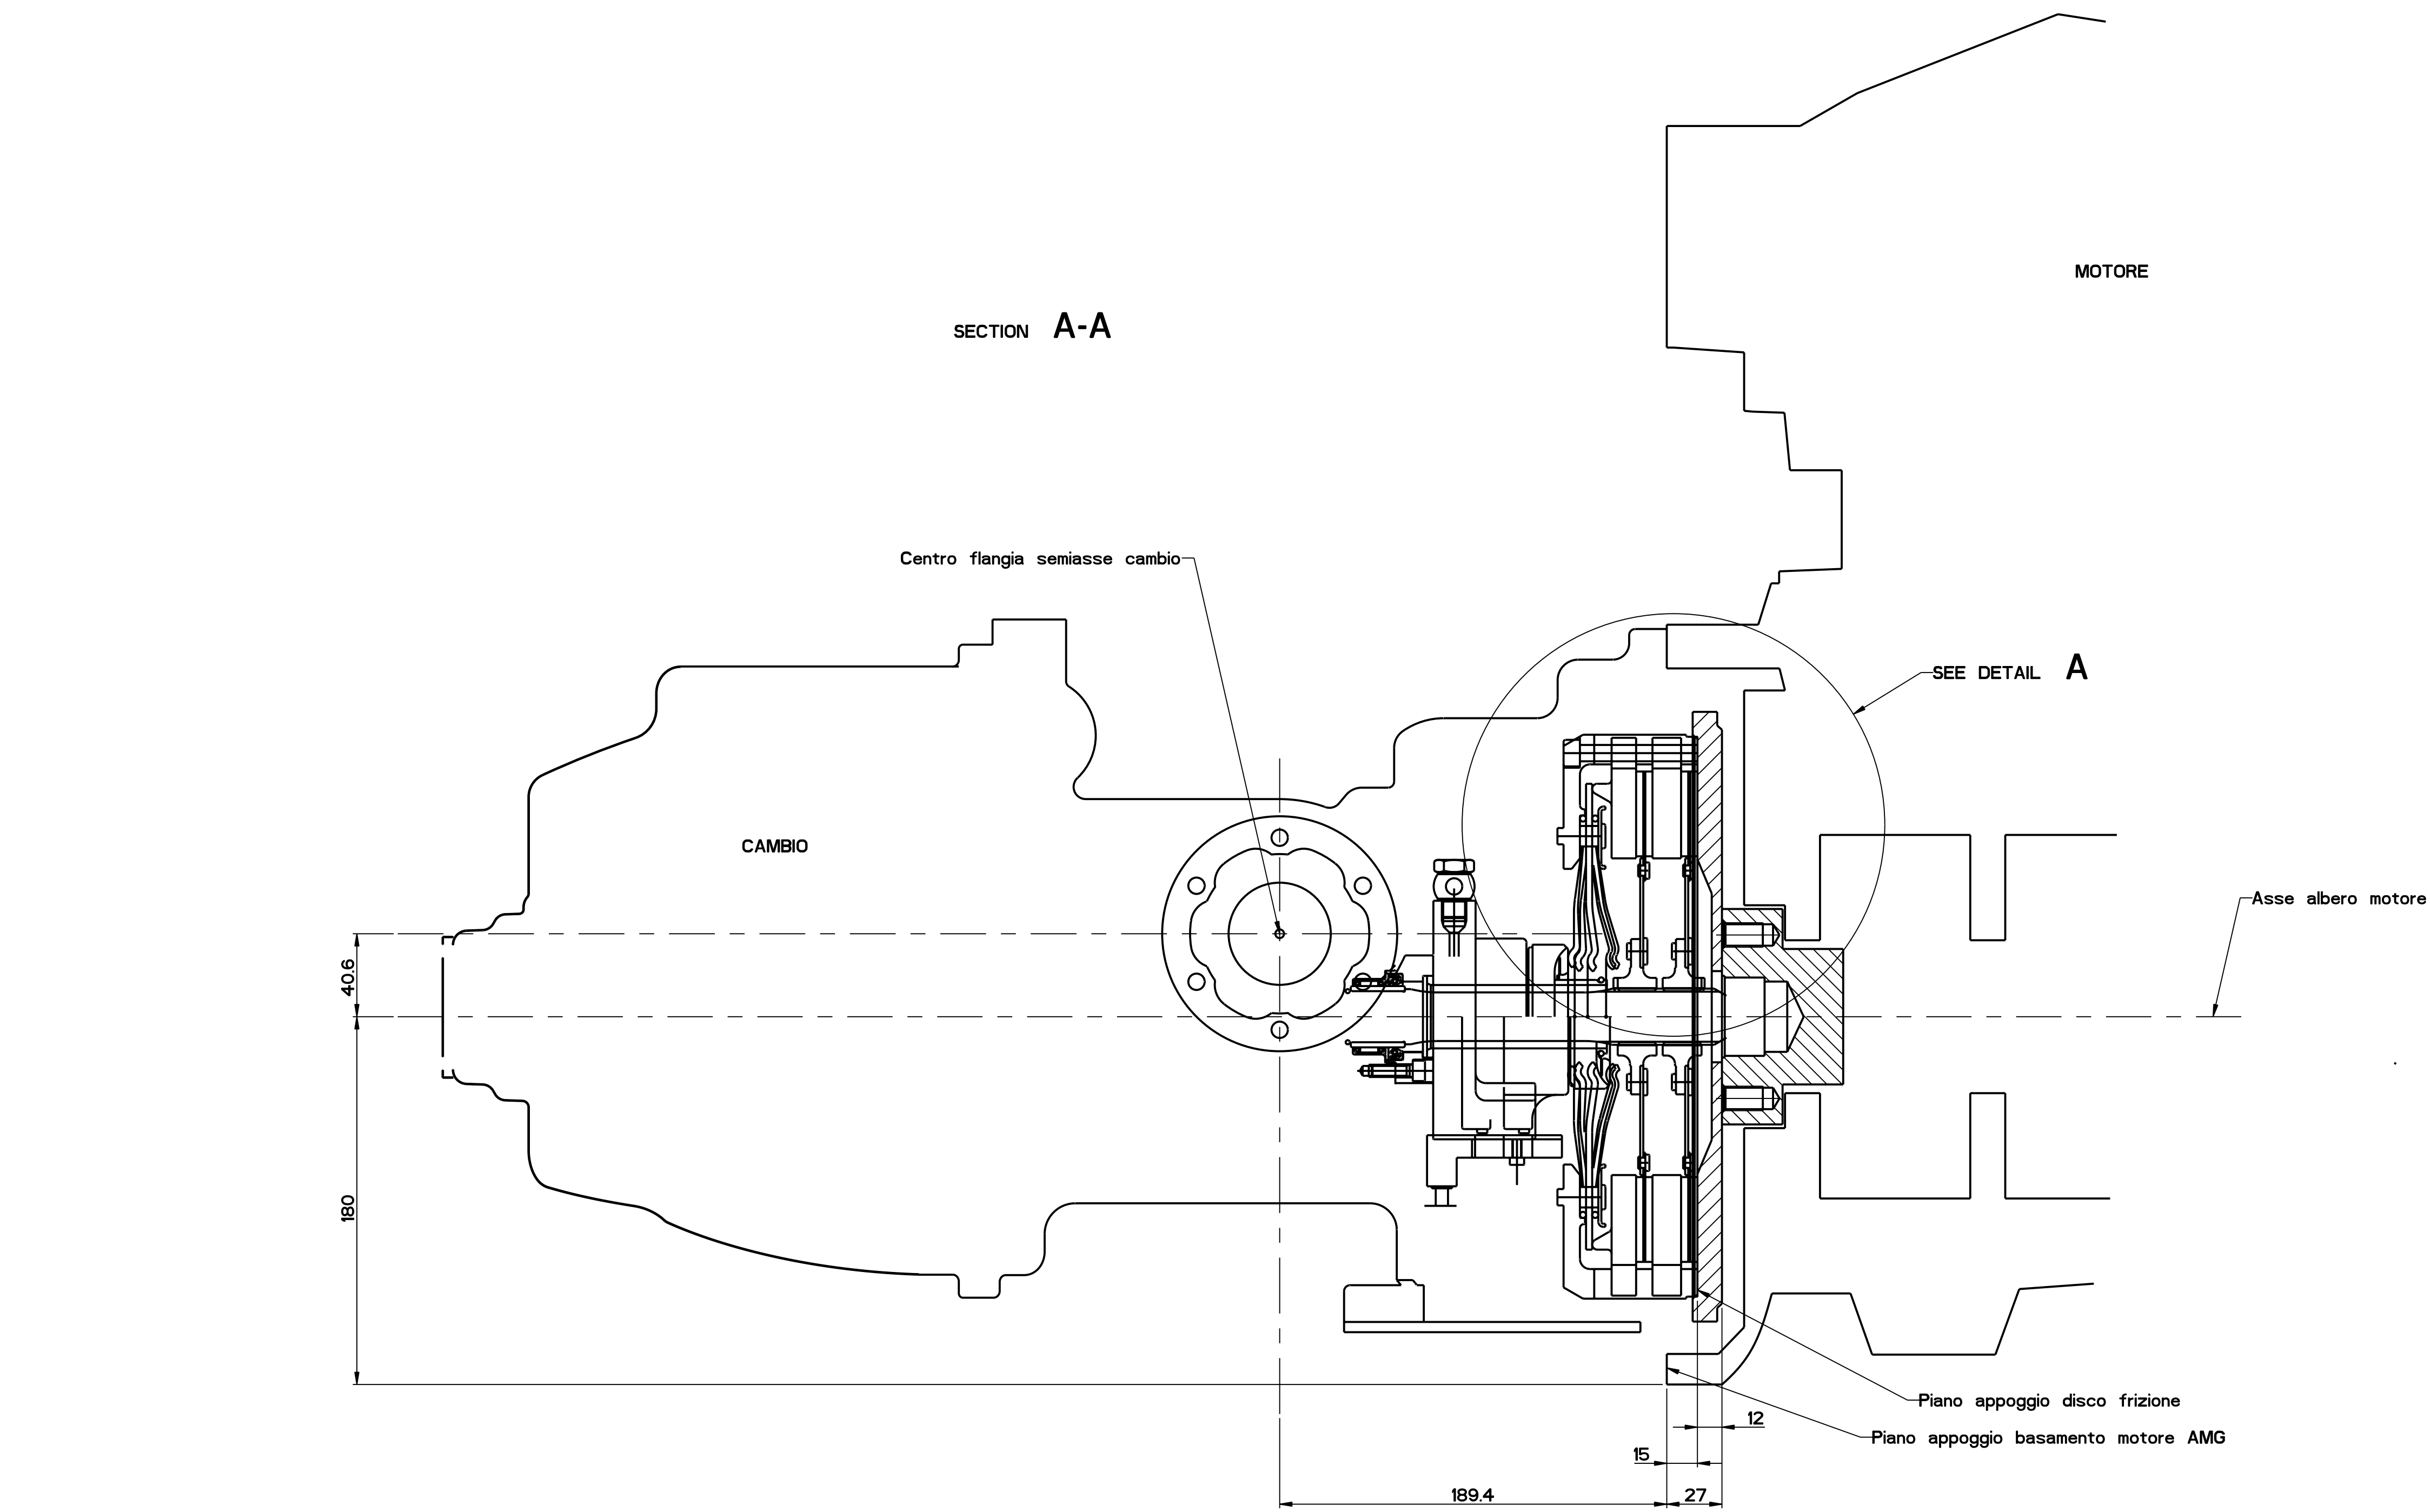 MOTORE
SECTION A-A
Centro flangia semiasse cambio
SEE DETAIL A
CAMBIO
Asse albero motore
40.6
180
Piano appoggio disco frizione
12
Piano appoggio basamento motore AMG
15
189.4
27